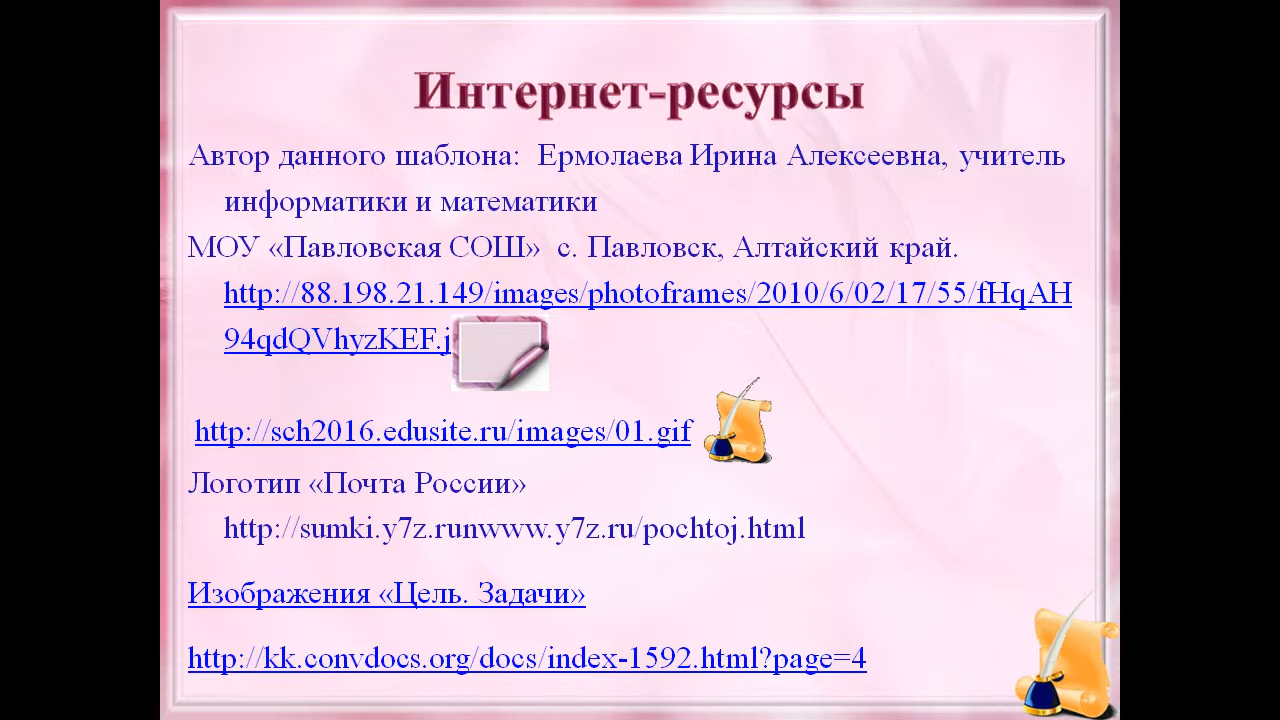 Интернет-ресурсы
Автор данного шаблона: Ермолаева Ирина Алексеевна, учитель
информатики и математики
МОУ «Павловская СОШ» с. Павловск, Алтайский край.
http://88.198.21.149/images/photoframes/2010/6/02/17/55/fHqAH
94qdQVhyzKEF.j
http://sch2016.edusite.ru/images/01.gif
Логотип «Почта России»
http://sumki.y7z.runwww.y7z.ru/pochtoj.html
Изображения «Цель. Задачи»
http://kk.convdocs.org/docs/index-1592.html?page=4